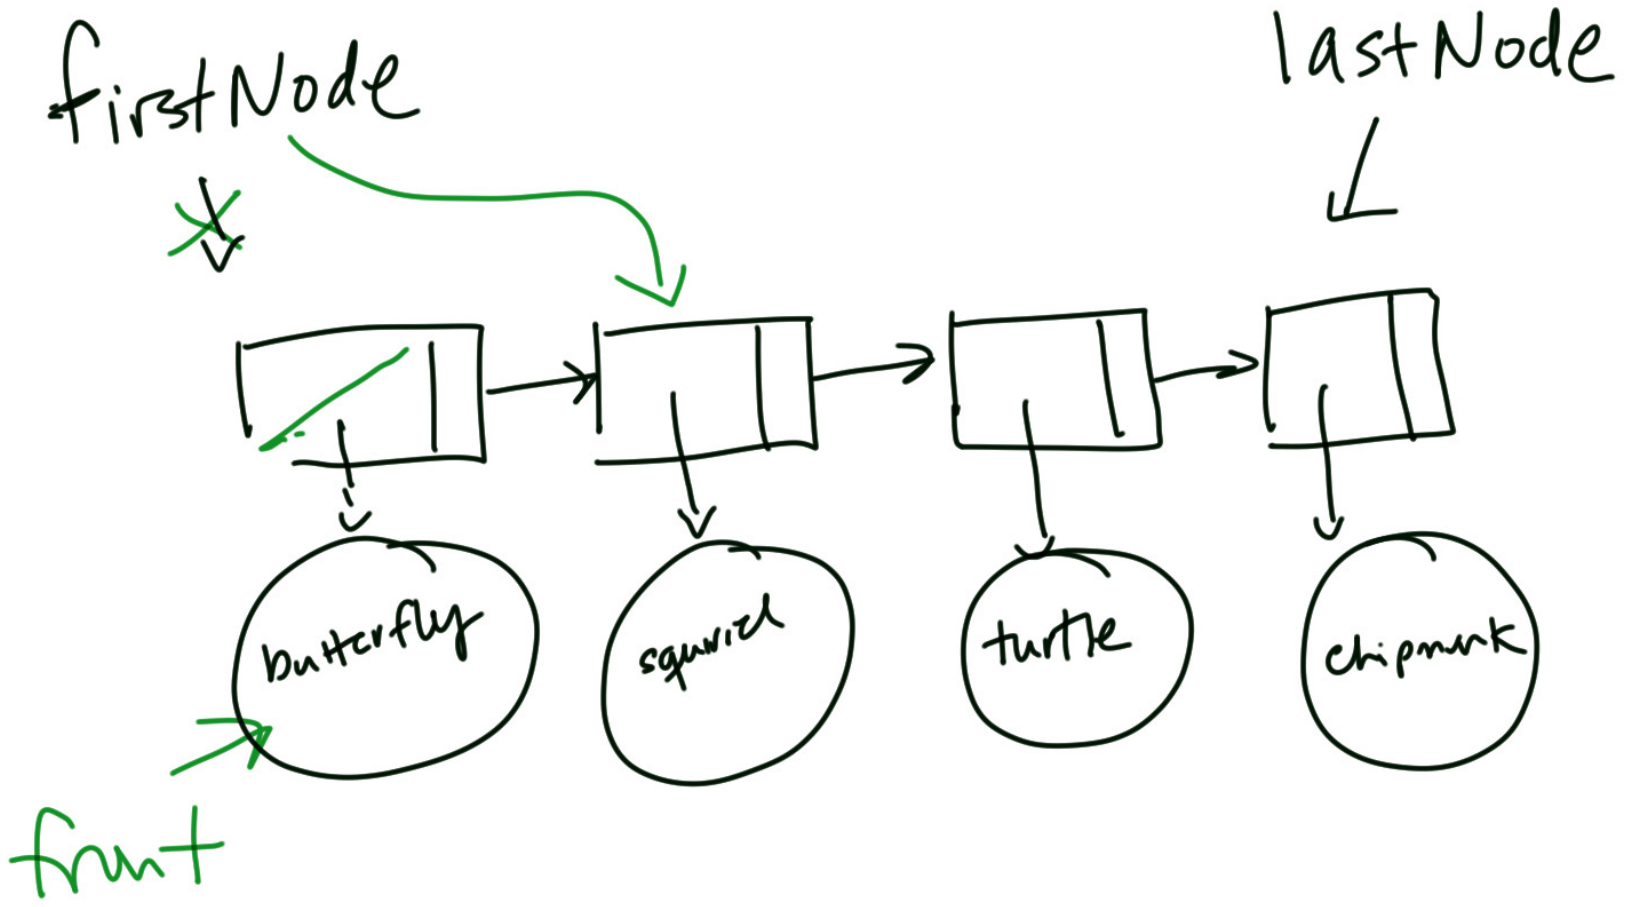 firstNode
lastNode
butterfly
squirrel
turtle
chipmunk
front